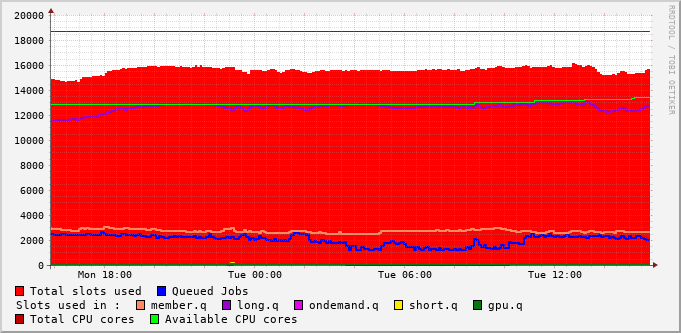 RRDTOOL / TOBI OETIKER
20000
18000
16000
14000
12000
10000
8000
6000
4000
2000
0
Mon 18:00 Tue 00:00 Tue 06:00 Tue 12:00
Total slots used Queued Jobs
Slots used in : member.q long.q ondemand.q short.q gpu.q
Total CPU cores Available CPU cores